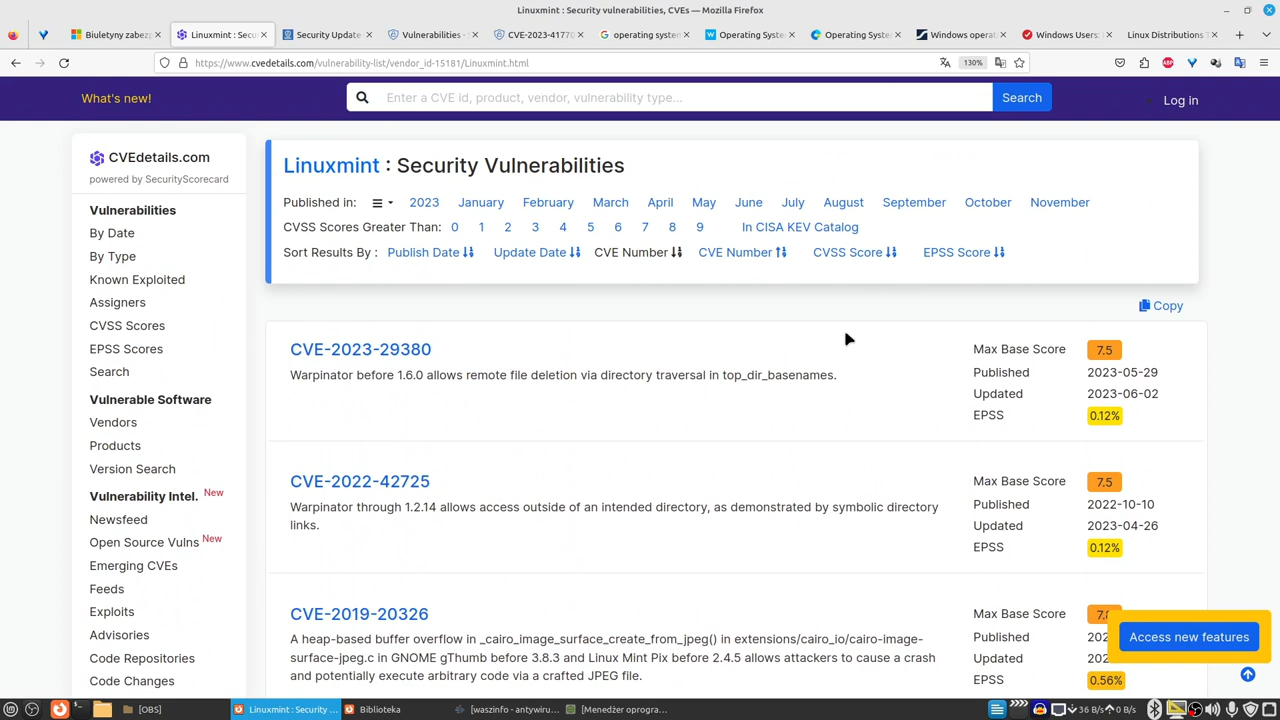 Linuxmint : Security vulnerabilities, CVEs — Mozilla Firefox
Biuletyny zabezp
Linuxmint : Sec
Security Update
Vulnerabilities -
CVE-2023-4177
operating system
Operating Syste
Operating Syste
Windows operat
Windows Users:
Linux Distributions T
https://www.cvedetails.com/vulnerability-list/vendor_id-15181/Linuxmint.html
130%
What's new!
Enter a CVE id, product, vendor, vulnerability type...
Search
Log in
CVEdetails.com
powered by SecurityScorecard
Vulnerabilities
By Date
By Type
Known Exploited
Assigners
CVSS Scores
EPSS Scores
Search
Vulnerable Software
Vendors
Products
Version Search
Vulnerability Intel. New
Newsfeed
Open Source Vulns New
Emerging CVEs
Feeds
Exploits
Advisories
Code Repositories
Code Changes
Linuxmint : Security Vulnerabilities
Published in: 2023 January February March April May June July August September October November
CVSS Scores Greater Than: 0 1 2 3 4 5 6 7 8 9 In CISA KEV Catalog
Sort Results By : Publish Date Update Date CVE Number CVE Number CVSS Score EPSS Score
Copy
CVE-2023-29380
Warpinator before 1.6.0 allows remote file deletion via directory traversal in top_dir_basenames.
Max Base Score 7.5
Published 2023-05-29
Updated 2023-06-02
EPSS 0.12%
CVE-2022-42725
Warpinator through 1.2.14 allows access outside of an intended directory, as demonstrated by symbolic directory
links.
Max Base Score 7.5
Published 2022-10-10
Updated 2023-04-26
EPSS 0.12%
CVE-2019-20326
A heap-based buffer overflow in _cairo_image_surface_create_from_jpeg() in extensions/cairo_io/cairo-image-
surface-jpeg.c in GNOME gThumb before 3.8.3 and Linux Mint Pix before 2.4.5 allows attackers to cause a crash
and potentially execute arbitrary code via a crafted JPEG file.
Max Base Score
Published
Updated
EPSS 0.56%
Access new features
[OBS]
Linuxmint : Security ...
Biblioteka
[waszinfo - antywiru...
[Menedżer oprogra...
36 B/s
0 B/s